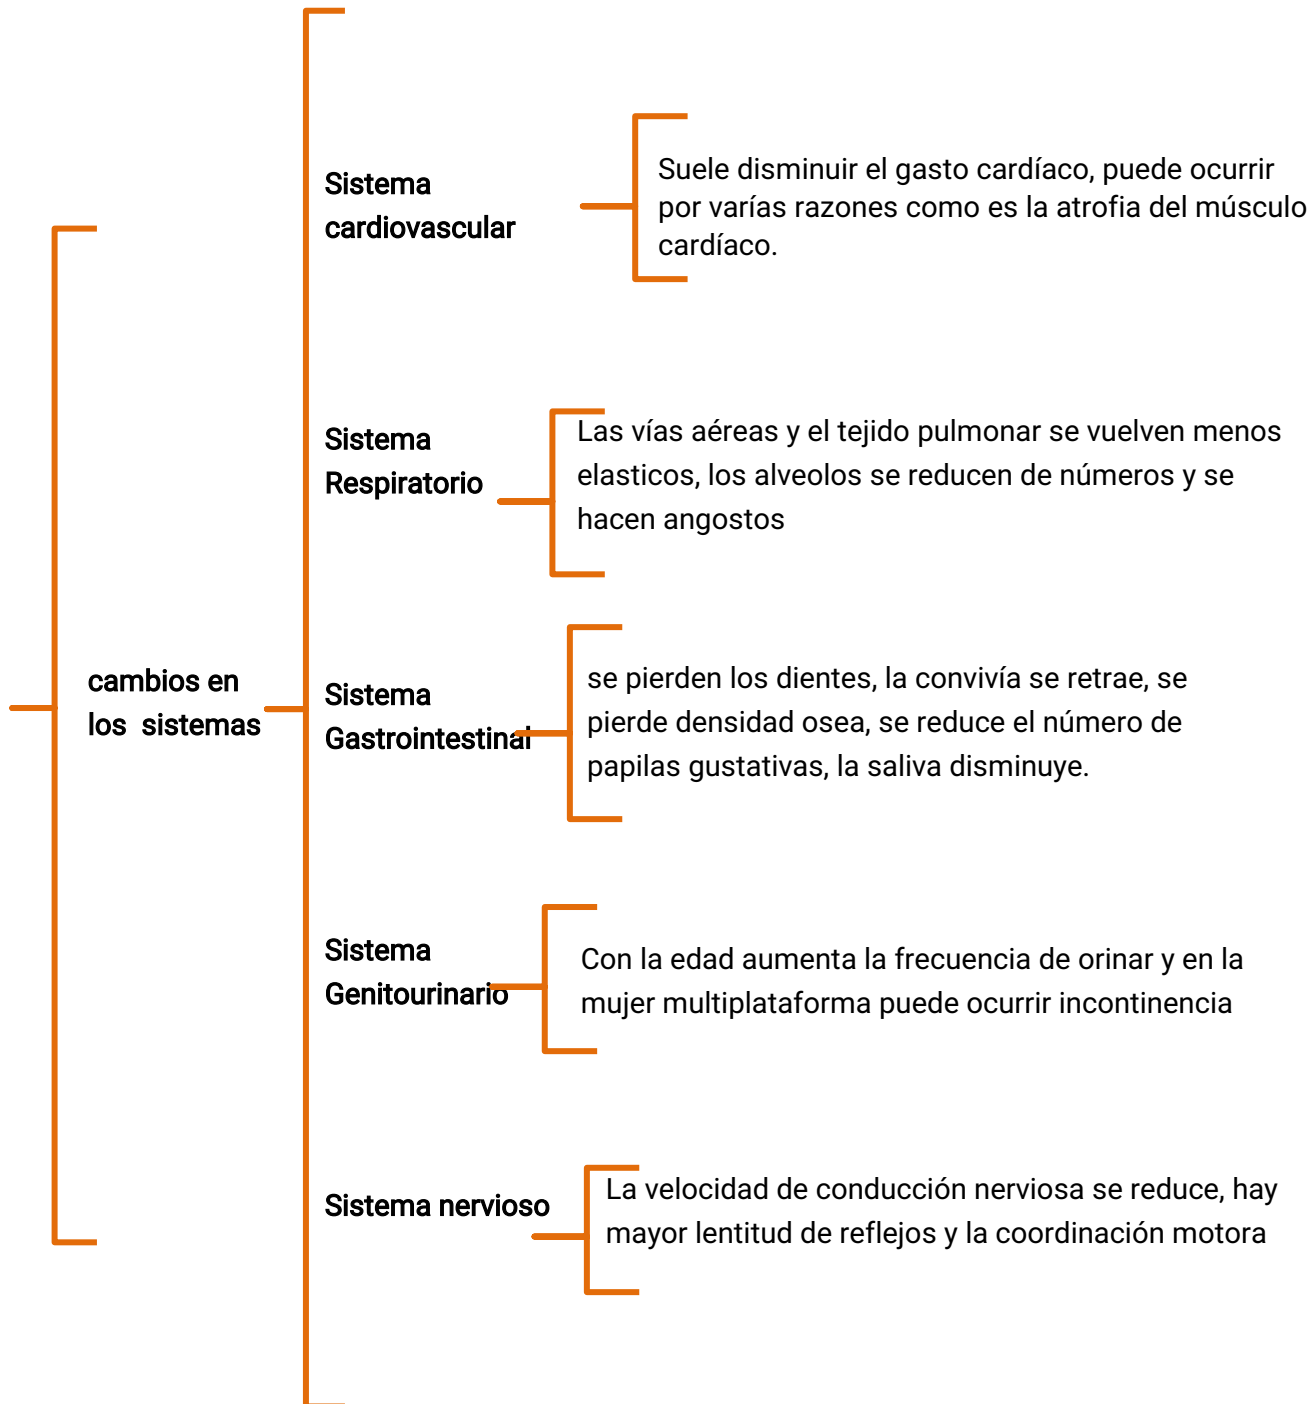 cambios en
los sistemas
Sistema
cardiovascular
Suele disminuir el gasto cardíaco, puede ocurrir
por varías razones como es la atrofia del músculo
cardíaco.
Sistema
Respiratorio
Las vías aéreas y el tejido pulmonar se vuelven menos
elasticos, los alveolos se reducen de números y se
hacen angostos
Sistema
Gastrointestinal
se pierden los dientes, la convivía se retrae, se
pierde densidad osea, se reduce el número de
papilas gustativas, la saliva disminuye.
Sistema
Genitourinario
Con la edad aumenta la frecuencia de orinar y en la
mujer multiplataforma puede ocurrir incontinencia
Sistema nervioso
La velocidad de conducción nerviosa se reduce, hay
mayor lentitud de reflejos y la coordinación motora